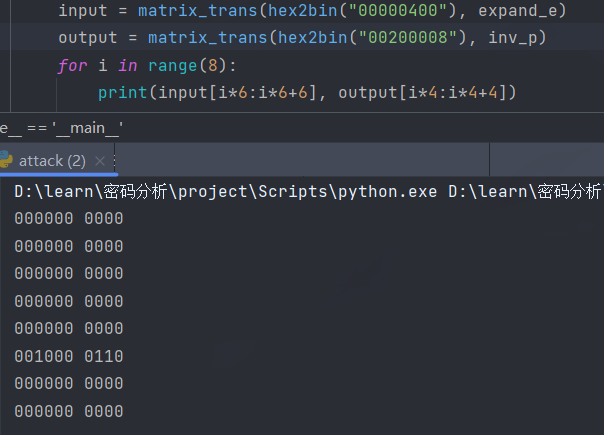 input = matrix_trans(hex2bin("00000400"), expand_e)
output = matrix_trans(hex2bin("00200008"), inv_p)
for i in range(8):
print(input[i*6:i*6+6], output[i*4:i*4+4])
e__ == '__main__'
attack (2) ×
D:\learn\密码分析\project\Scripts\python.exe D:\learn\密码分析
000000 0000
000000 0000
000000 0000
000000 0000
000000 0000
001000 0110
000000 0000
000000 0000